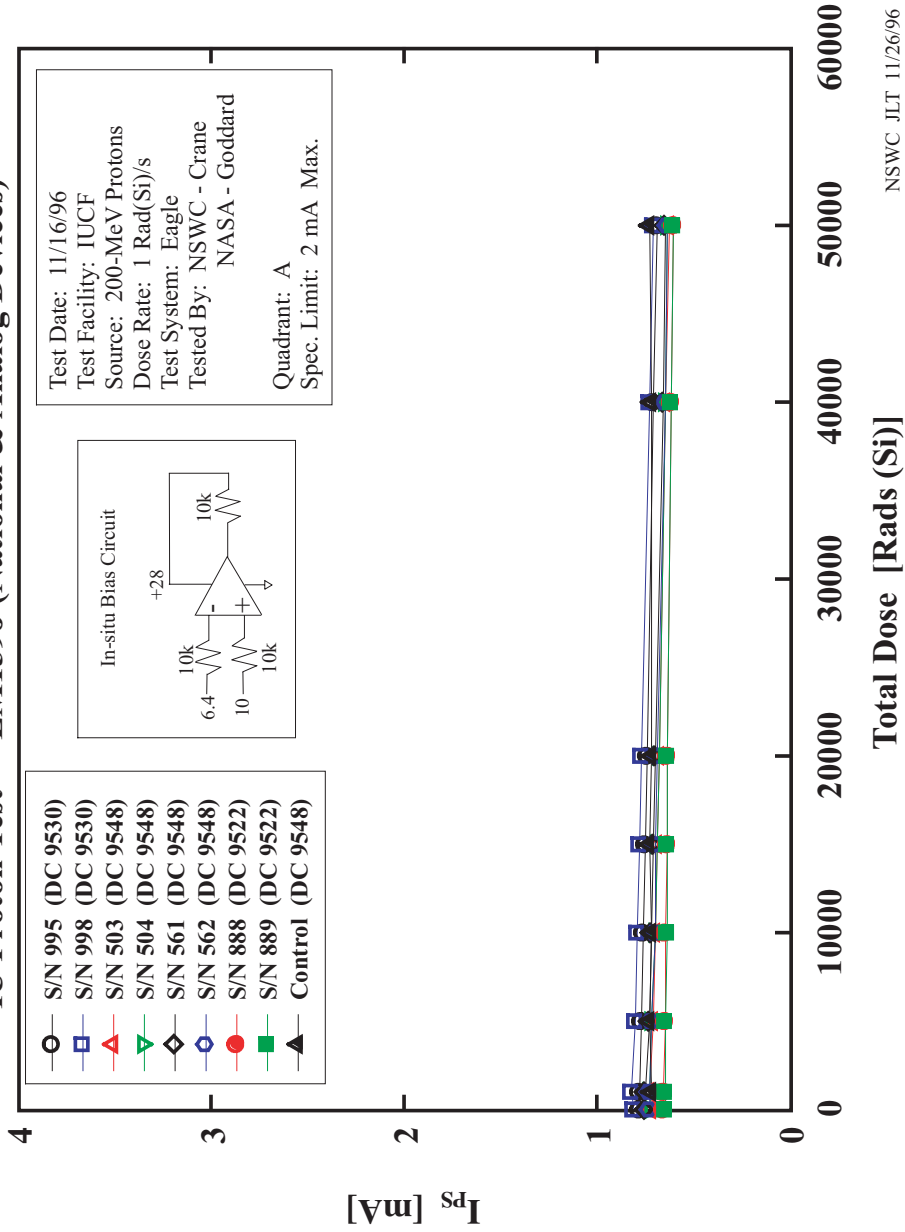 S/N 995 (DC 9530)
S/N 998 (DC 9530)
S/N 503 (DC 9548)
S/N 504 (DC 9548)
S/N 561 (DC 9548)
S/N 562 (DC 9548)
S/N 888 (DC 9522)
S/N 889 (DC 9522)
Control (DC 9548)
In-situ Bias Circuit
+28
6.4
10k
-
10k
10
+
10k
Test Date: 11/16/96
Test Facility: IUCF
Source: 200-MeV Protons
Dose Rate: 1 Rad(Si)/s
Test System: Eagle
Tested By: NSWC - Crane
NASA - Goddard
Quadrant: A
Spec. Limit: 2 mA Max.
4
3
2
1
0
I_PS [mA]
0
10000
20000
30000
40000
50000
60000
Total Dose [Rads (Si)]
NSWC JLT 11/26/96